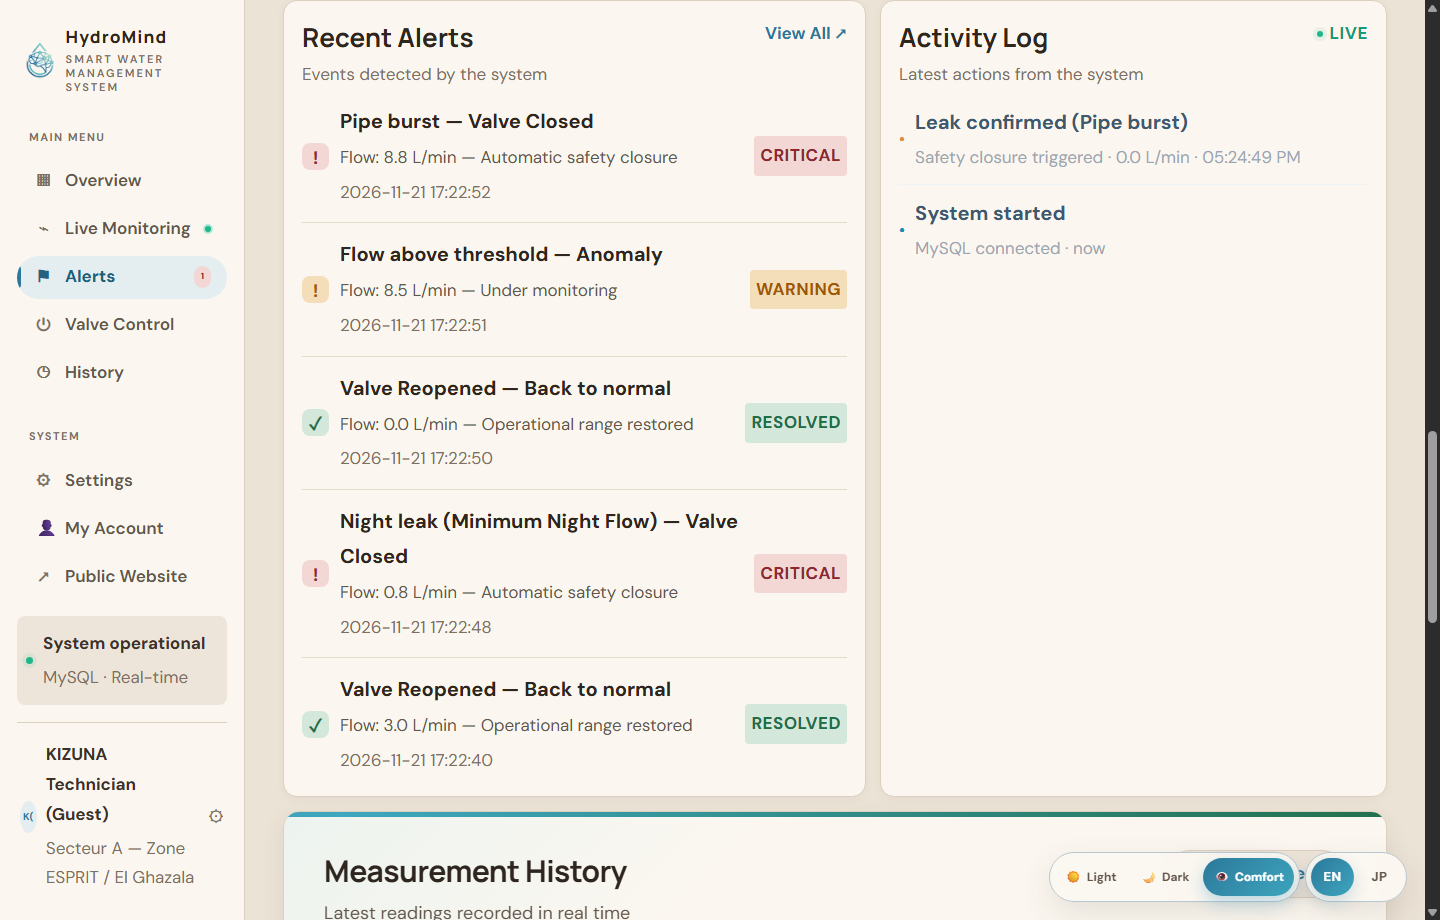 HydroMind
SMART WATER
MANAGEMENT
SYSTEM
MAIN MENU
Overview
Live Monitoring
Alerts
1
Valve Control
History
SYSTEM
Settings
My Account
Public Website
System operational
MySQL · Real-time
K(
KIZUNA
Technician
(Guest)
Secteur A — Zone
ESPRIT / El Ghazala
Recent Alerts
View All ↗
Events detected by the system
!
Pipe burst — Valve Closed
Flow: 8.8 L/min — Automatic safety closure
2026-11-21 17:22:52
CRITICAL
!
Flow above threshold — Anomaly
Flow: 8.5 L/min — Under monitoring
2026-11-21 17:22:51
WARNING
✓
Valve Reopened — Back to normal
Flow: 0.0 L/min — Operational range restored
2026-11-21 17:22:50
RESOLVED
!
Night leak (Minimum Night Flow) — Valve
Closed
Flow: 0.8 L/min — Automatic safety closure
2026-11-21 17:22:48
CRITICAL
✓
Valve Reopened — Back to normal
Flow: 3.0 L/min — Operational range restored
2026-11-21 17:22:40
RESOLVED
Activity Log
LIVE
Latest actions from the system
Leak confirmed (Pipe burst)
Safety closure triggered · 0.0 L/min · 05:24:49 PM
System started
MySQL connected · now
Measurement History
Latest readings recorded in real time
Light
Dark
Comfort
EN
JP